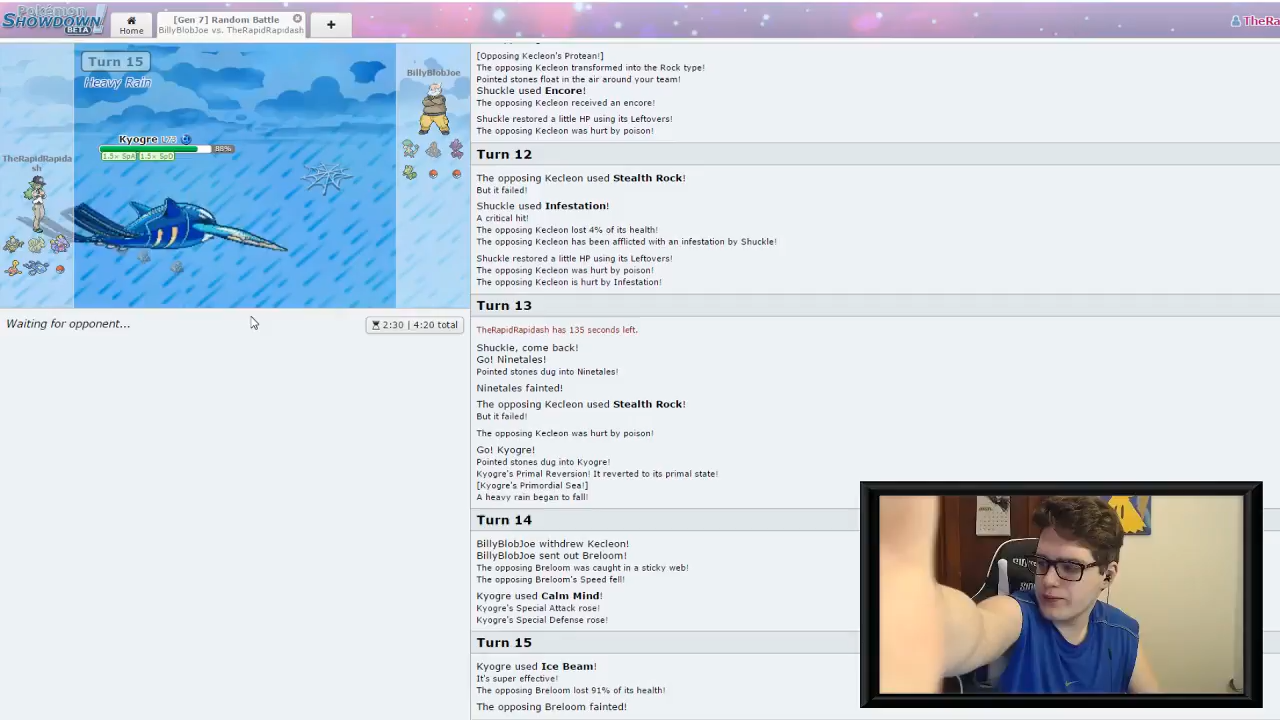 Pokémon
SHOWDOWN
BETA
Home
[Gen 7] Random Battle
BillyBlobJoe vs. TheRapidRapidash
+
TheRa
Turn 15
Heavy Rain
BillyBlobJoe
Kyogre
88%
1.5× SpA 1.5× SpD
TheRapidRapida
sh
Waiting for opponent...
2:30 | 4:20 total
[Opposing Kecleon's Protean!]
The opposing Kecleon transformed into the Rock type!
Pointed stones float in the air around your team!
Shuckle used Encore!
The opposing Kecleon received an encore!
Shuckle restored a little HP using its Leftovers!
The opposing Kecleon was hurt by poison!
Turn 12
The opposing Kecleon used Stealth Rock!
But it failed!
Shuckle used Infestation!
A critical hit!
The opposing Kecleon lost 4% of its health!
The opposing Kecleon has been afflicted with an infestation by Shuckle!
Shuckle restored a little HP using its Leftovers!
The opposing Kecleon was hurt by poison!
The opposing Kecleon is hurt by Infestation!
Turn 13
TheRapidRapidash has 135 seconds left.
Shuckle, come back!
Go! Ninetales!
Pointed stones dug into Ninetales!
Ninetales fainted!
The opposing Kecleon used Stealth Rock!
But it failed!
The opposing Kecleon was hurt by poison!
Go! Kyogre!
Pointed stones dug into Kyogre!
Kyogre's Primal Reversion! It reverted to its primal state!
[Kyogre's Primordial Sea!]
A heavy rain began to fall!
Turn 14
BillyBlobJoe withdrew Kecleon!
BillyBlobJoe sent out Breloom!
The opposing Breloom was caught in a sticky web!
The opposing Breloom's Speed fell!
Kyogre used Calm Mind!
Kyogre's Special Attack rose!
Kyogre's Special Defense rose!
Turn 15
Kyogre used Ice Beam!
It's super effective!
The opposing Breloom lost 91% of its health!
The opposing Breloom fainted!